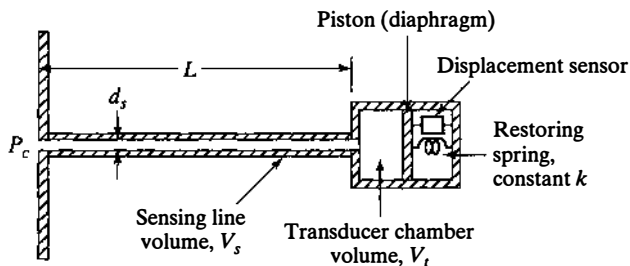 Piston (diaphragm)
Displacement sensor
L
d_s
P_c
Restoring
spring,
constant k
Sensing line
volume, V_s
Transducer chamber
volume, V_t